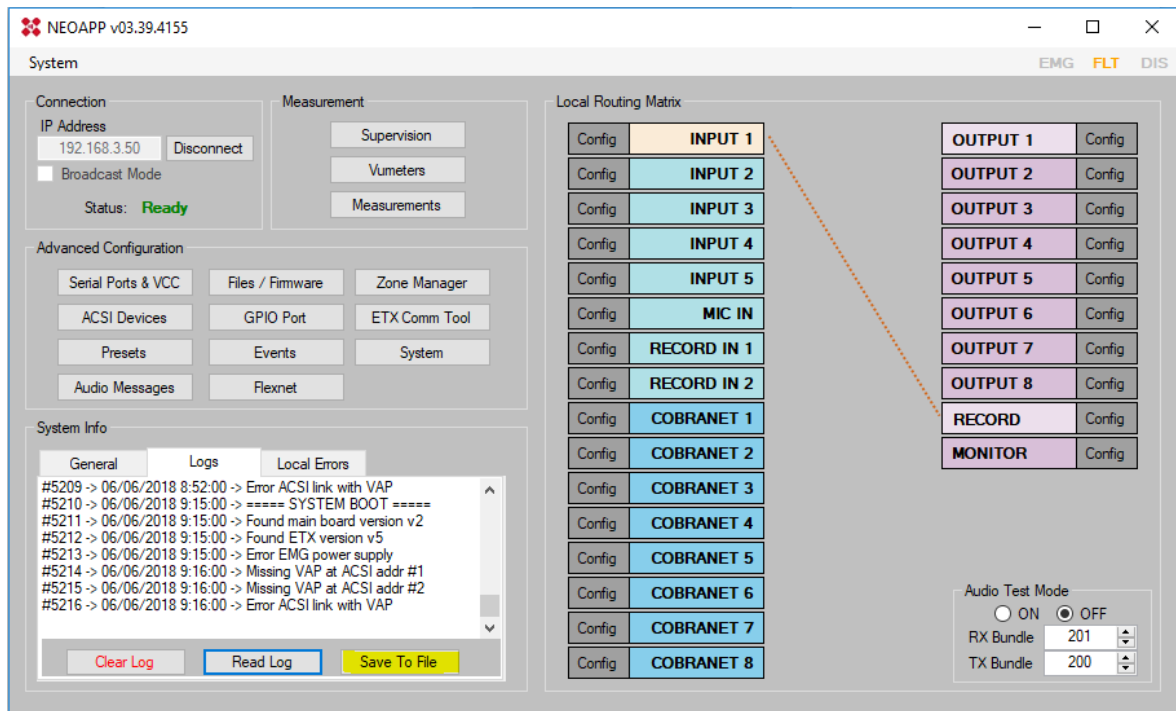 NEOAPP v03.39.4155
System
EMG FLT DIS
Connection
IP Address
192.168.3.50 Disconnect
Broadcast Mode
Status: Ready
Measurement
Supervision
Vumeters
Measurements
Advanced Configuration
Serial Ports & VCC Files / Firmware Zone Manager
ACSI Devices GPIO Port ETX Comm Tool
Presets Events System
Audio Messages Flexnet
System Info
General Logs Local Errors
#5209 -> 06/06/2018 8:52:00 -> Error ACSI link with VAP
#5210 -> 06/06/2018 9:15:00 -> ===== SYSTEM BOOT =====
#5211 -> 06/06/2018 9:15:00 -> Found main board version v2
#5212 -> 06/06/2018 9:15:00 -> Found ETX version v5
#5213 -> 06/06/2018 9:15:00 -> Error EMG power supply
#5214 -> 06/06/2018 9:16:00 -> Missing VAP at ACSI addr #1
#5215 -> 06/06/2018 9:16:00 -> Missing VAP at ACSI addr #2
#5216 -> 06/06/2018 9:16:00 -> Error ACSI link with VAP
Clear Log Read Log Save To File
Local Routing Matrix
Config INPUT 1
Config INPUT 2
Config INPUT 3
Config INPUT 4
Config INPUT 5
Config MIC IN
Config RECORD IN 1
Config RECORD IN 2
Config COBRANET 1
Config COBRANET 2
Config COBRANET 3
Config COBRANET 4
Config COBRANET 5
Config COBRANET 6
Config COBRANET 7
Config COBRANET 8
OUTPUT 1 Config
OUTPUT 2 Config
OUTPUT 3 Config
OUTPUT 4 Config
OUTPUT 5 Config
OUTPUT 6 Config
OUTPUT 7 Config
OUTPUT 8 Config
RECORD Config
MONITOR Config
Audio Test Mode
ON OFF
RX Bundle 201
TX Bundle 200